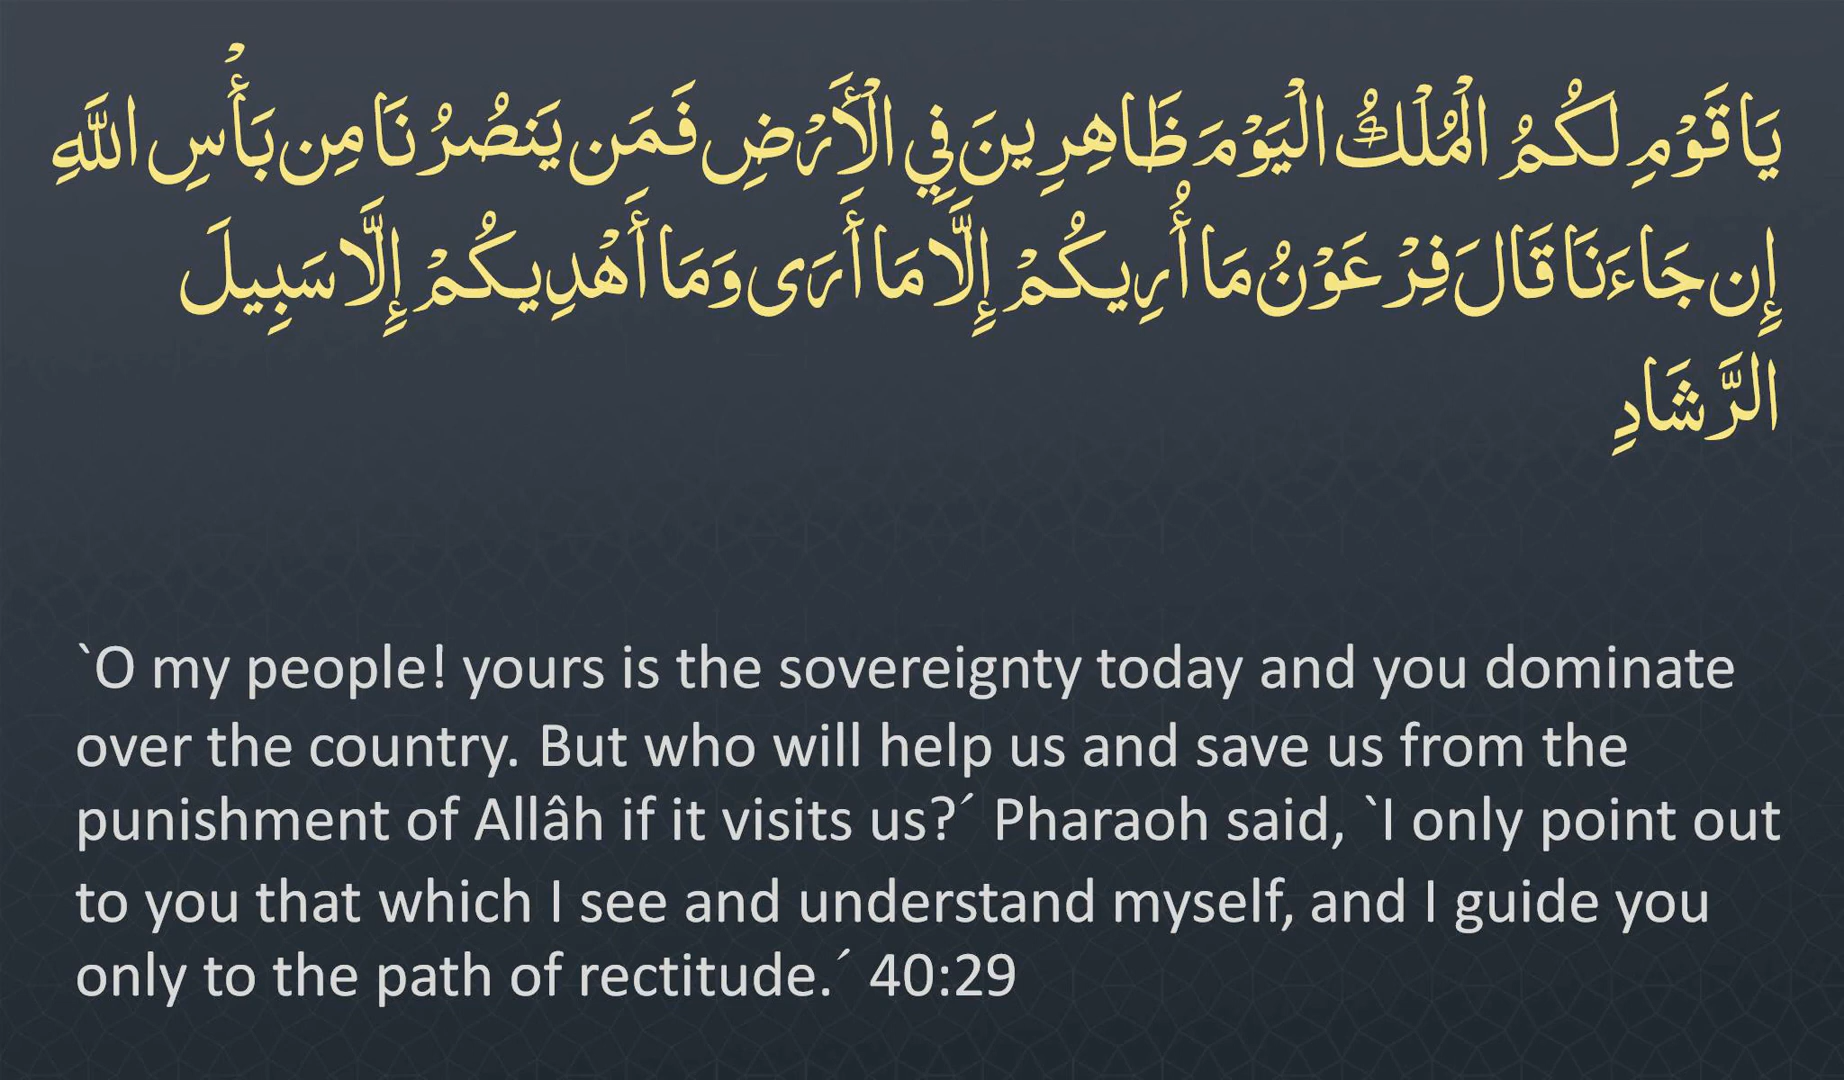 يَا قَوْمِ لَكُمُ الْمُلْكُ الْيَوْمَ ظَاهِرِينَ فِي الْأَرْضِ فَمَن يَنصُرُنَا مِن بَأْسِ اللَّهِ
إِن جَاءَنَا قَالَ فِرْعَوْنُ مَا أُرِيكُمْ إِلَّا مَا أَرَى وَمَا أَهْدِيكُمْ إِلَّا سَبِيلَ
الرَّشَادِ
`O my people! yours is the sovereignty today and you dominate
over the country. But who will help us and save us from the
punishment of Allâh if it visits us?´ Pharaoh said, `I only point out
to you that which I see and understand myself, and I guide you
only to the path of rectitude.´ 40:29